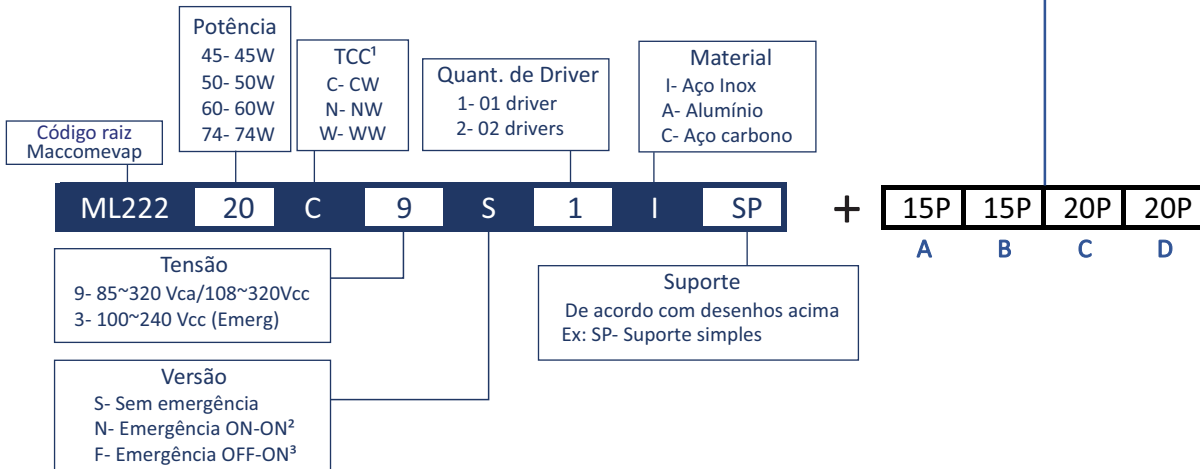 Potência
45- 45W
50- 50W
60- 60W
74- 74W
TCC¹
C- CW
N- NW
W- WW
Quant. de Driver
1- 01 driver
2- 02 drivers
Material
I- Aço Inox
A- Alumínio
C- Aço carbono
Código raiz
Maccomevap
ML222 20 C 9 S 1 I SP + 15P 15P 20P 20P
A B C D
Tensão
9- 85~320 Vca/108~320Vcc
3- 100~240 Vcc (Emerg)
Suporte
De acordo com desenhos acima
Ex: SP- Suporte simples
Versão
S- Sem emergência
N- Emergência ON-ON²
F- Emergência OFF-ON³